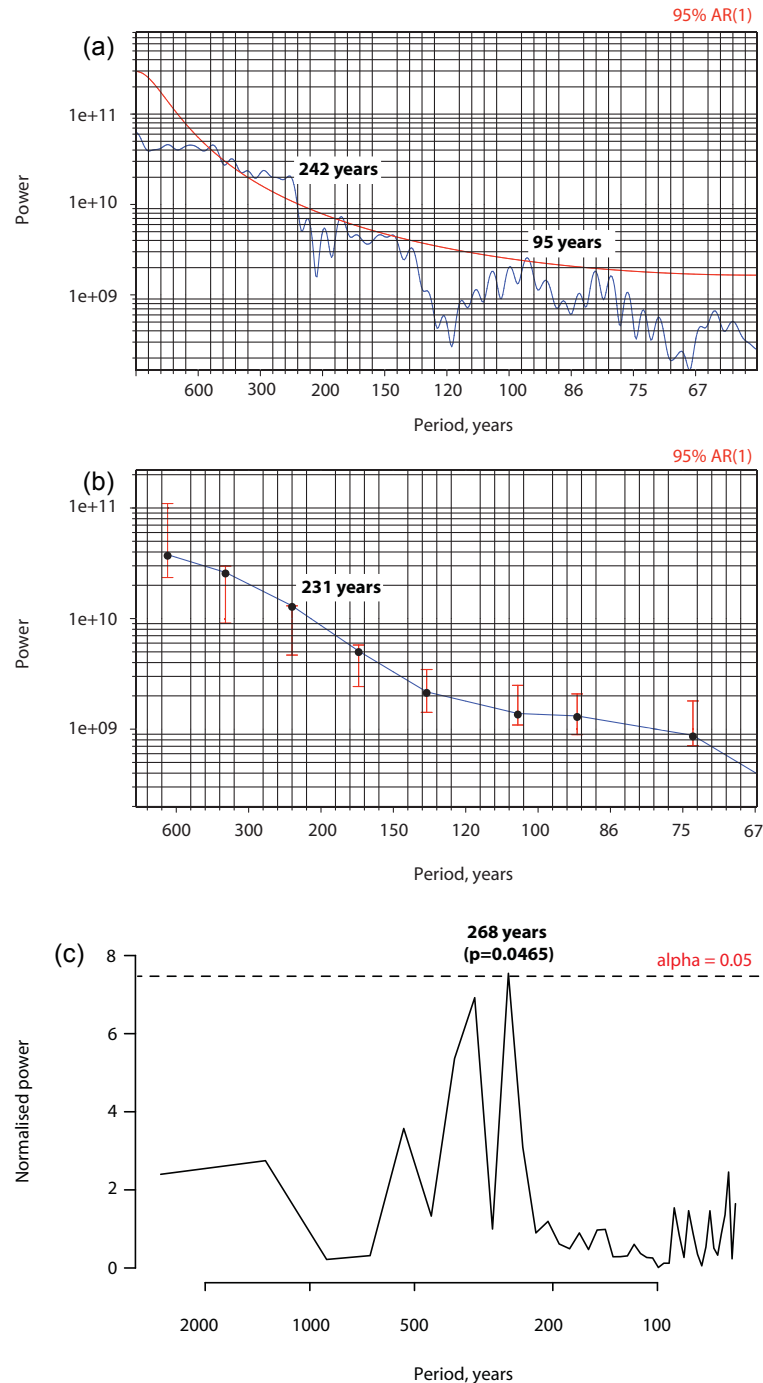 95% AR(1)
(a)
1e+11
242 years
Power
1e+10
95 years
1e+09
600 300 200 150 120 100 86 75 67
Period, years
95% AR(1)
(b)
1e+11
231 years
Power
1e+10
1e+09
600 300 200 150 120 100 86 75 67
Period, years
268 years
(p=0.0465)
(c)
alpha = 0.05
8
6
Normalised power
4
2
0
2000 1000 500 200 100
Period, years